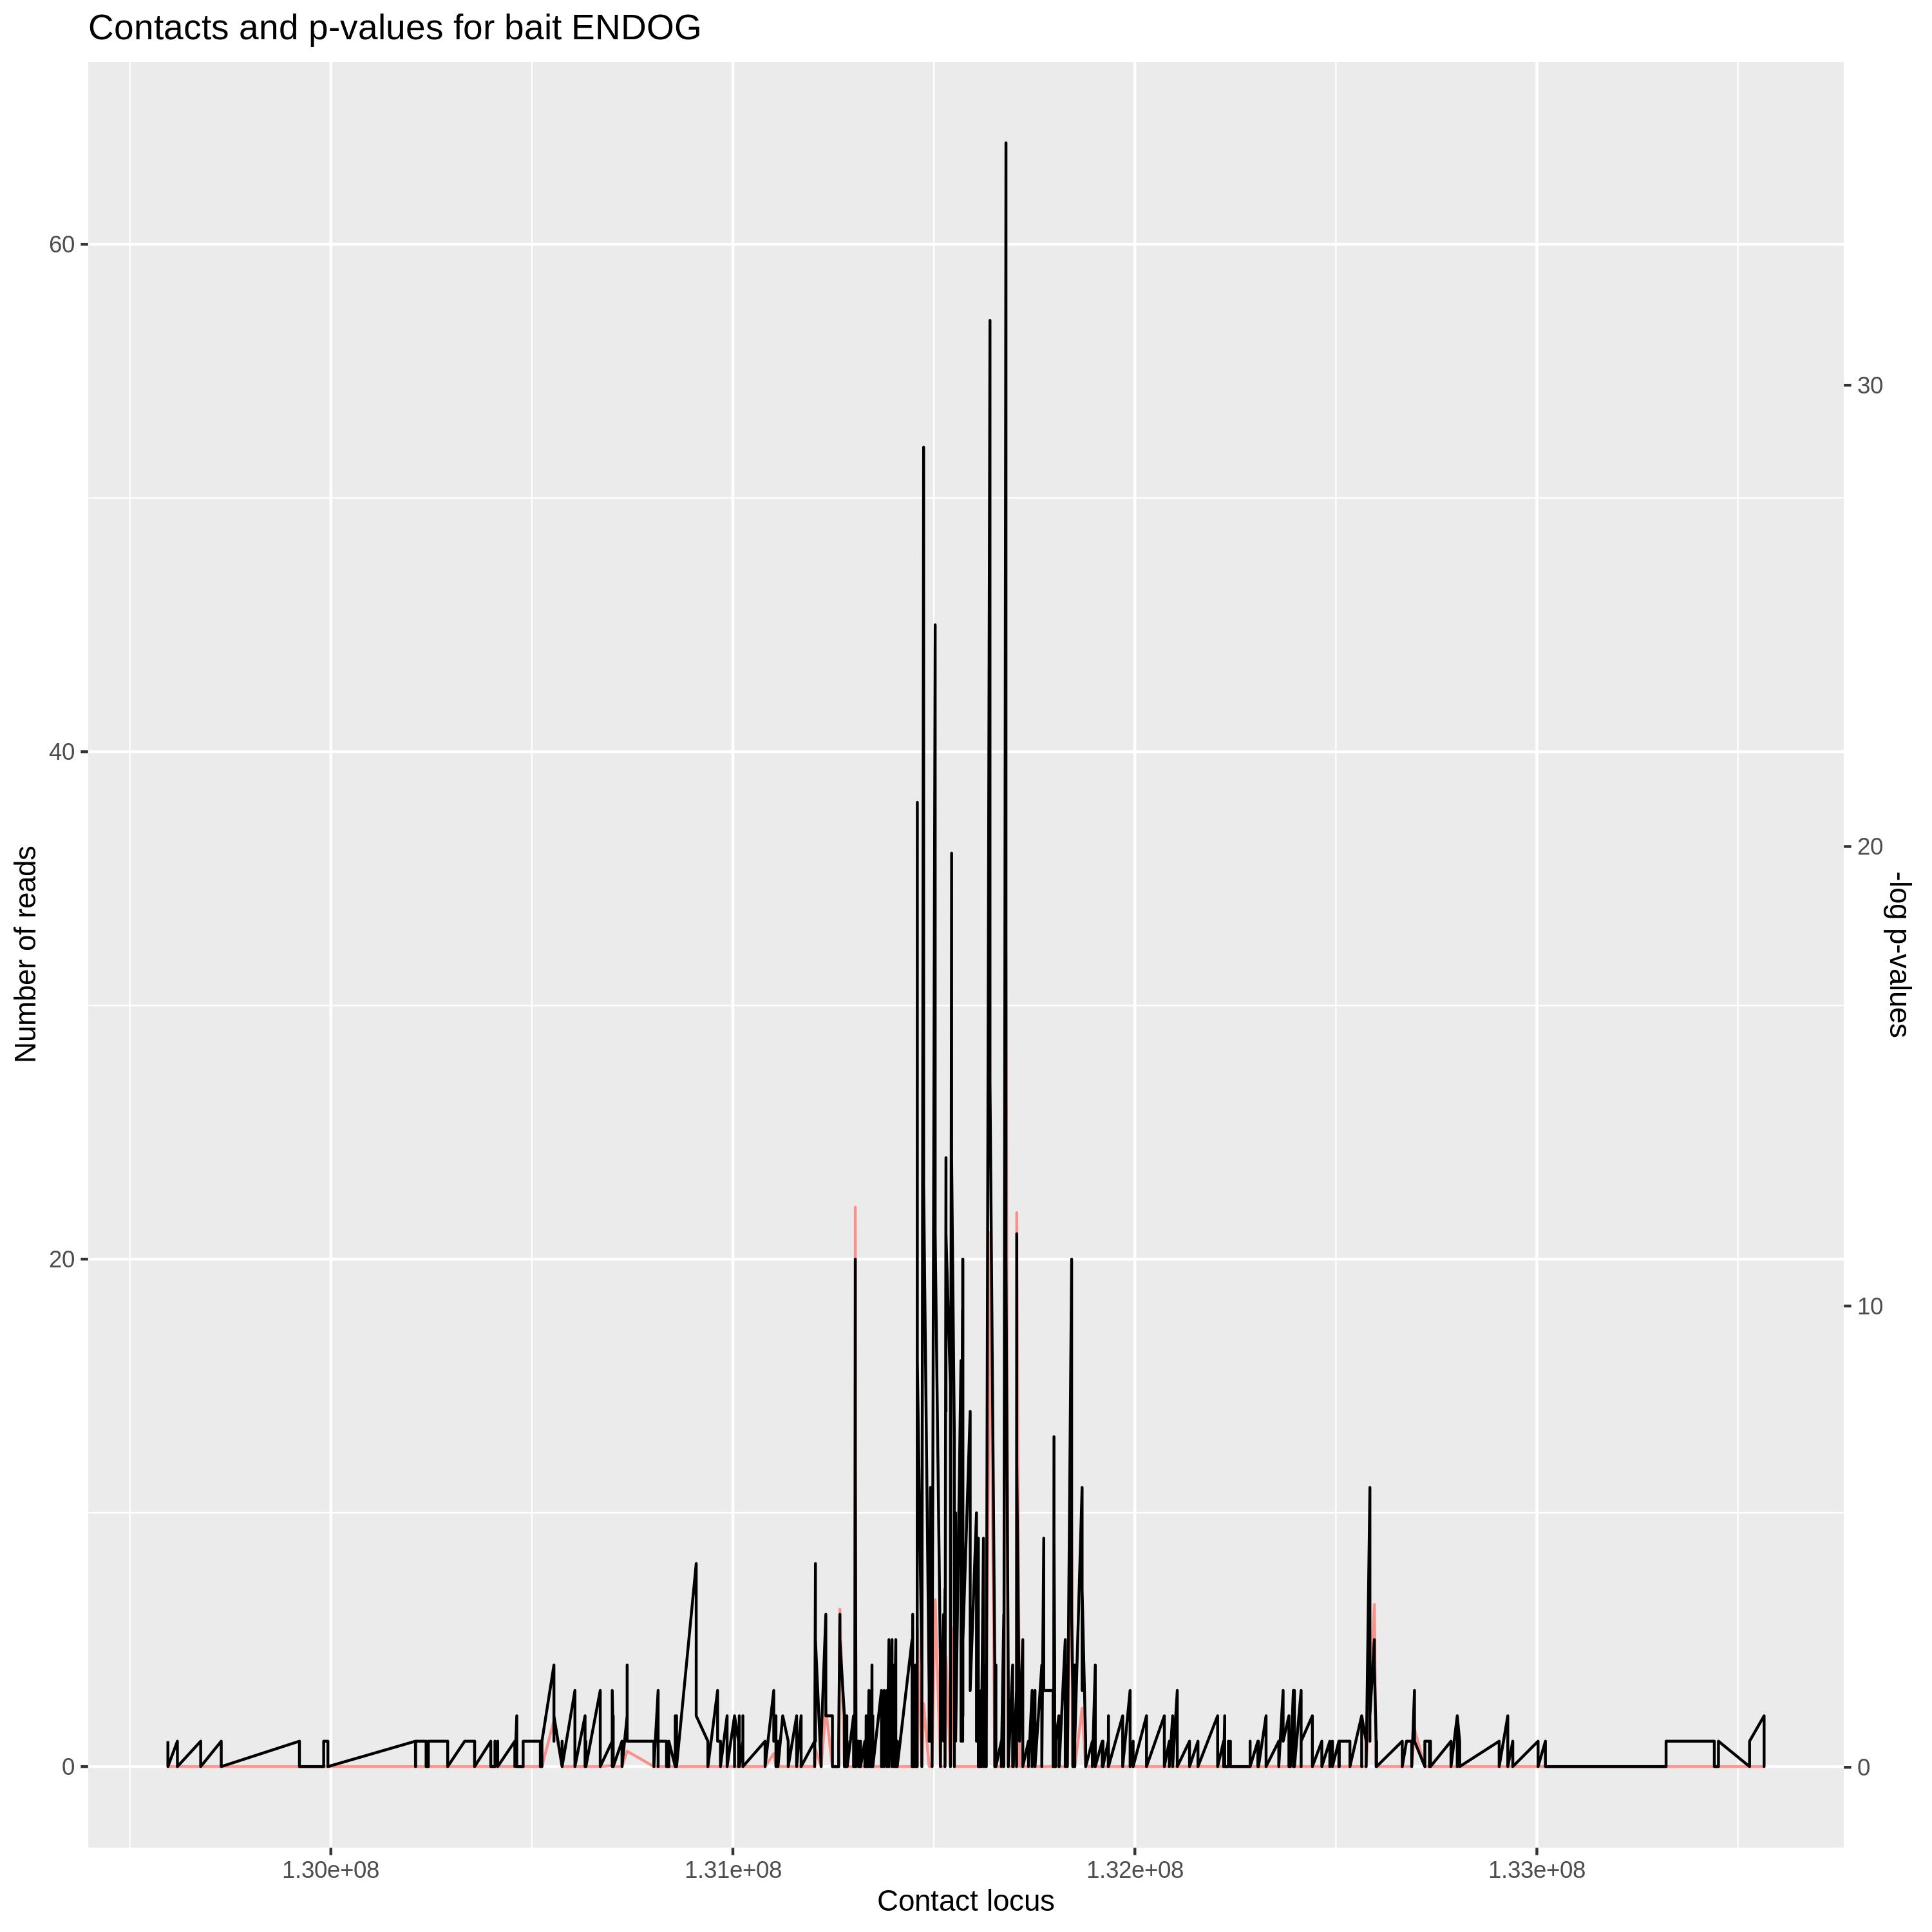 Contacts and p-values for bait ENDOG
60
40
20
0
30
20
10
0
Number of reads
-log p-values
1.30e+08
1.31e+08
1.32e+08
1.33e+08
Contact locus